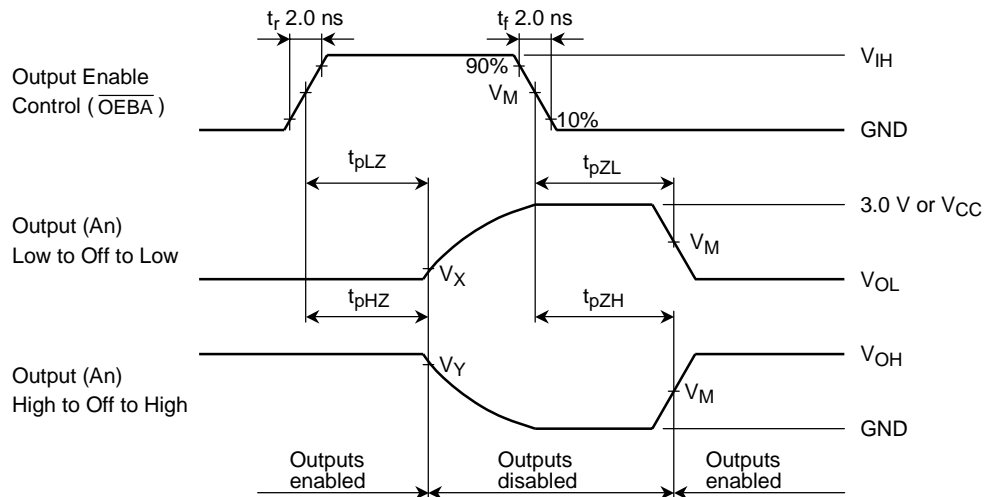 tr 2.0 ns
tf 2.0 ns
Output Enable
Control ( OEBA )
90%
VM
10%
VIH
GND
tpLZ
tpZL
Output (An)
Low to Off to Low
VX
VM
3.0 V or VCC
VOL
tpHZ
tpZH
Output (An)
High to Off to High
VY
VM
VOH
GND
Outputs
enabled
Outputs
disabled
Outputs
enabled